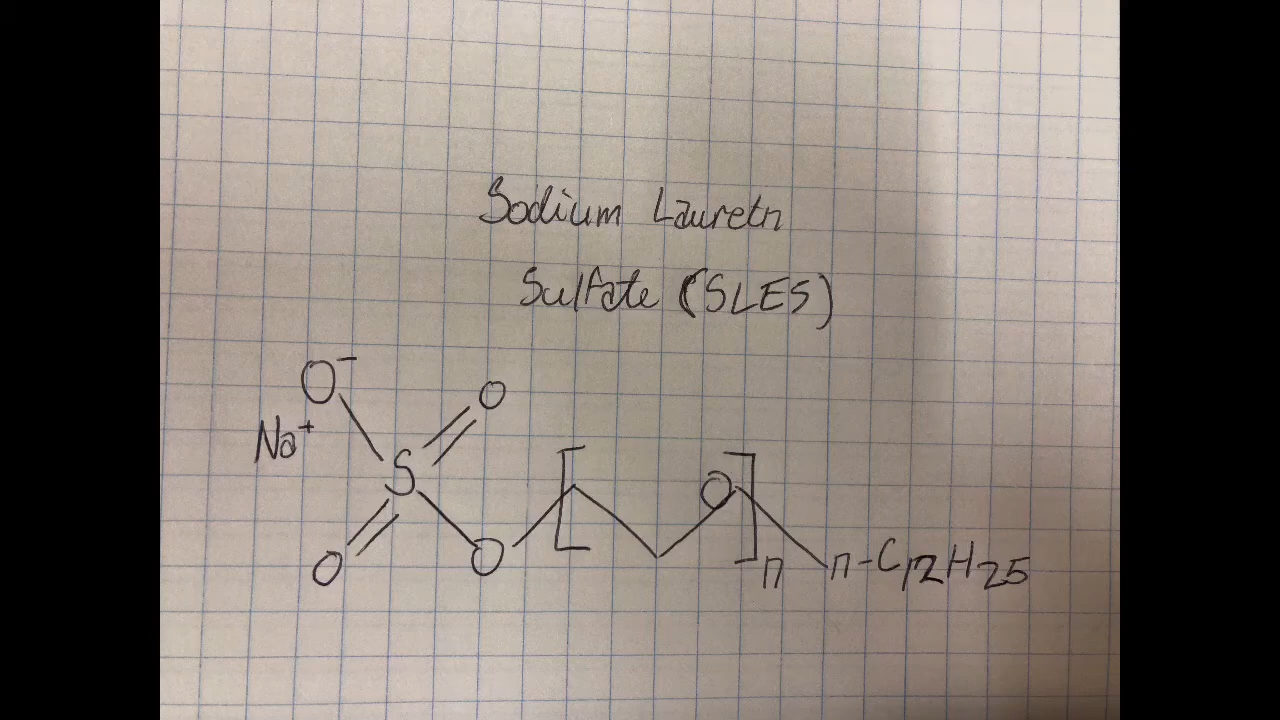 Sodium Laureth
Sulfate (SLES)
O⁻
O
Na⁺
S
O
O
O
n
n-C12H25